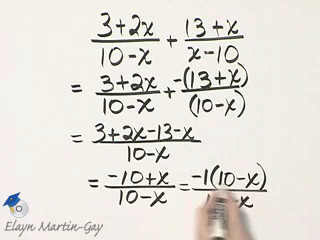 3+2x/10-x + 13+x/x-10
= 3+2x/10-x + -(13+x)/(10-x)
= 3+2x-13-x/10-x
= -10+x/10-x = -1(10-x)/
Elayn Martin-Gay